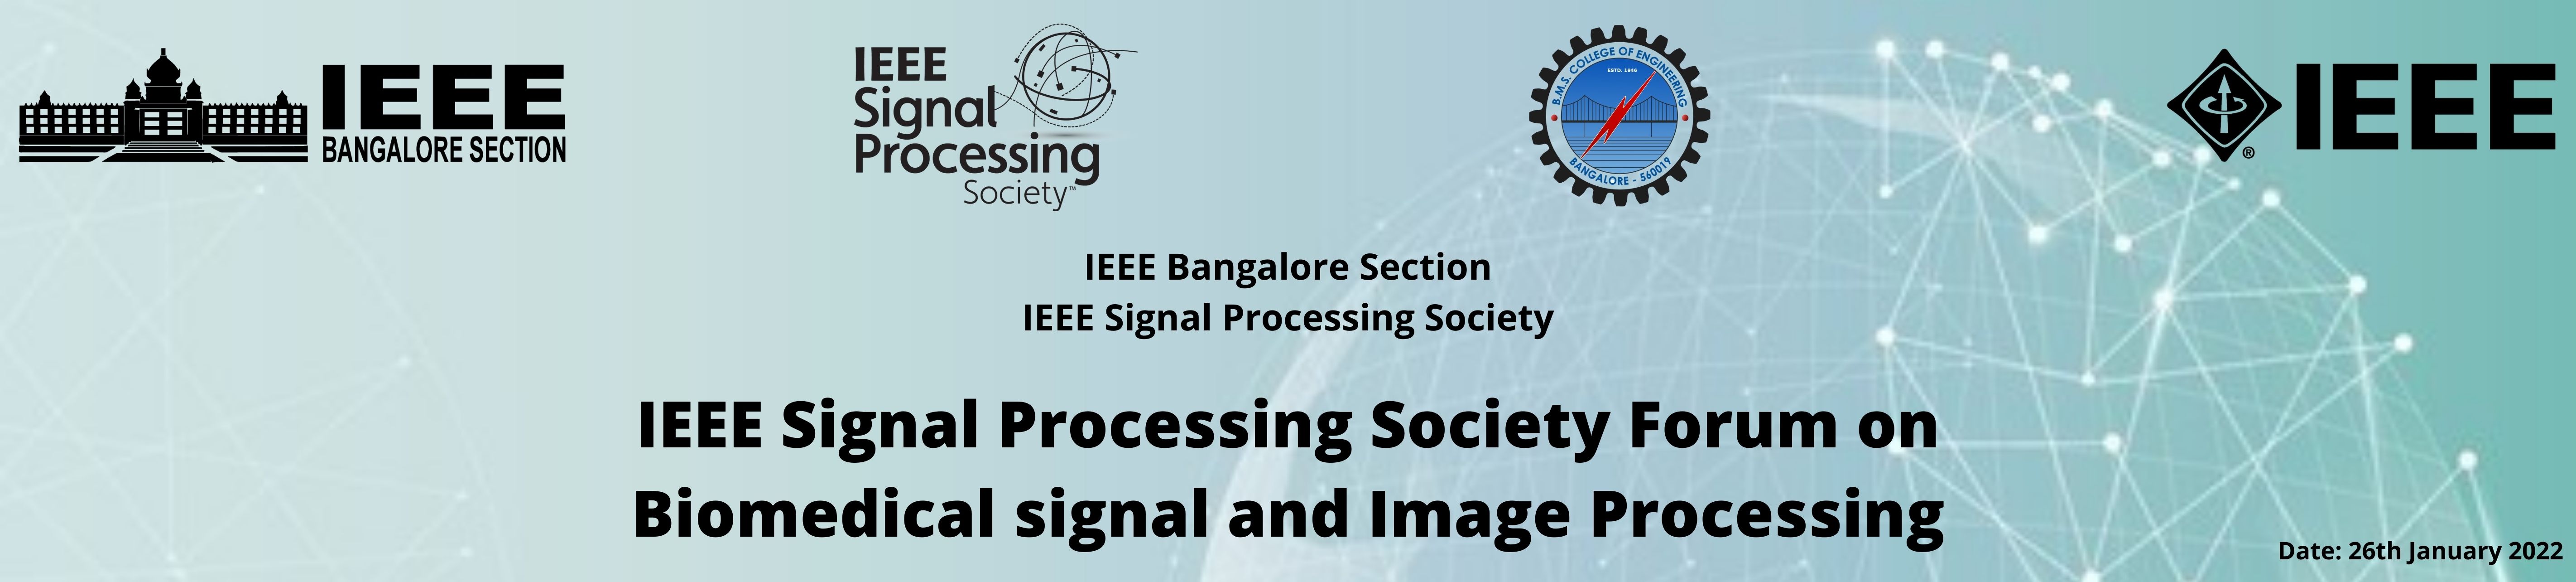 IEEE
BANGALORE SECTION
IEEE
Signal
Processing
Society™
B.M.S. COLLEGE OF ENGINEERING
ESTD. 1946
BANGALORE - 560019
®
IEEE
IEEE Bangalore Section
IEEE Signal Processing Society
IEEE Signal Processing Society Forum on
Biomedical signal and Image Processing
Date: 26th January 2022